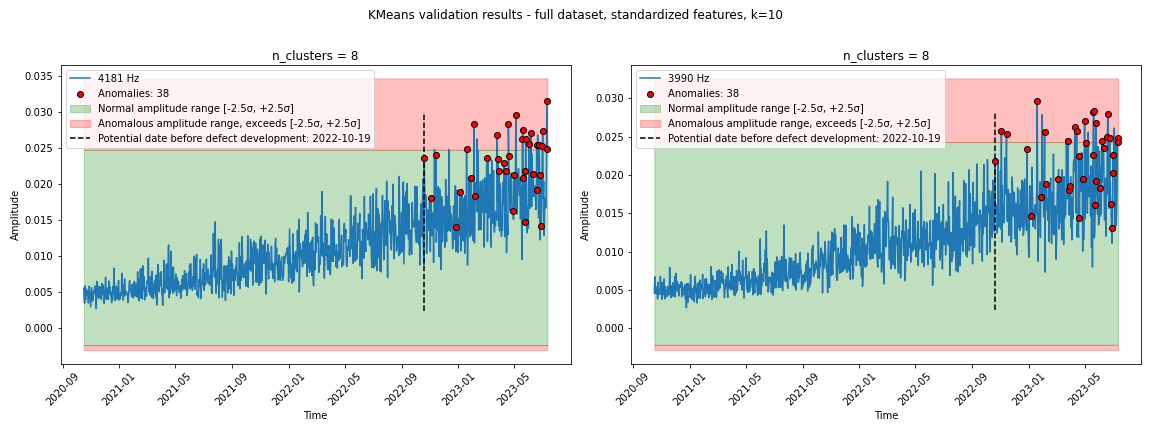 KMeans validation results - full dataset, standardized features, k=10
n_clusters = 8
0.035
0.030
0.025
0.020
0.015
0.010
0.005
0.000
Amplitude
4181 Hz
Anomalies: 38
Normal amplitude range [-2.5σ, +2.5σ]
Anomalous amplitude range, exceeds [-2.5σ, +2.5σ]
Potential date before defect development: 2022-10-19
2020-09
2021-01
2021-05
2021-09
2022-01
2022-05
2022-09
2023-01
2023-05
Time
n_clusters = 8
0.030
0.025
0.020
0.015
0.010
0.005
0.000
Amplitude
3990 Hz
Anomalies: 38
Normal amplitude range [-2.5σ, +2.5σ]
Anomalous amplitude range, exceeds [-2.5σ, +2.5σ]
Potential date before defect development: 2022-10-19
2020-09
2021-01
2021-05
2021-09
2022-01
2022-05
2022-09
2023-01
2023-05
Time